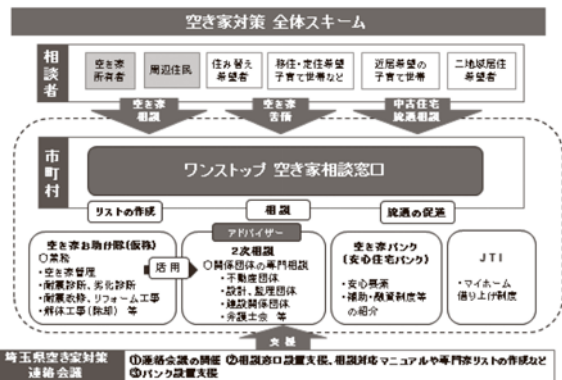 空き家対策 全体スキーム
相談者
空き家
所有者
周辺住民
住お替え
希望者
移住・定住希望
子育て世帯など
近居希望の
子育て世帯
二地域居住
希望者
空き家
相談
空き家
苦情
中古住宅
流通相談
市町村
ワンストップ 空き家相談窓口
リストの作成
相談
流通の促進
空き家お助け隊(仮称)
〇業務
・空き家管理
・耐震診断、劣化診断
・耐震改修、リフォーム工事
・解体工事(除却) 等
活用
アドバイザー
2次相談
〇関係団体の専門相談
・不動産団体
・設計、監理団体
・建設関係団体
・弁護士会 等
空き家バンク
(安心住宅バンク)
・安心要素
・補助・融資制度等
の紹介
JTI
・マイホーム
借り上げ制度
支援
埼玉県空き家対策
連絡会議
①連絡会議の開催 ②相談窓口設置支援、相談対応マニュアルや専門家リストの作成など
③バンク設置支援